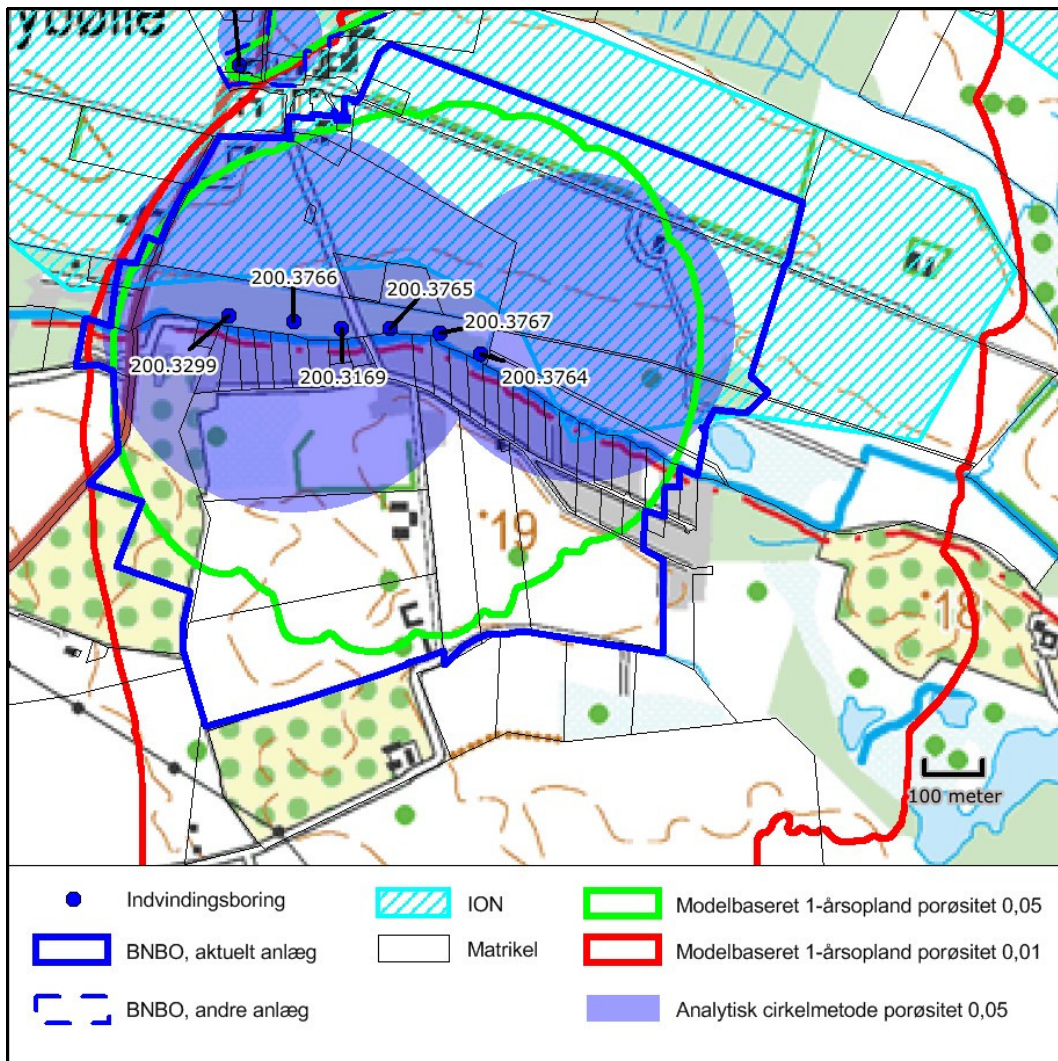 200.3766
200.3765
200.3767
200.3299
200.3169
200.3764
19
18
100 meter
Indvindingsboring
BNBO, aktuelt anlæg
BNBO, andre anlæg
ION
Matrikel
Modelbaseret 1-årsopland porøsitet 0,05
Modelbaseret 1-årsopland porøsitet 0,01
Analytisk cirkelmetode porøsitet 0,05